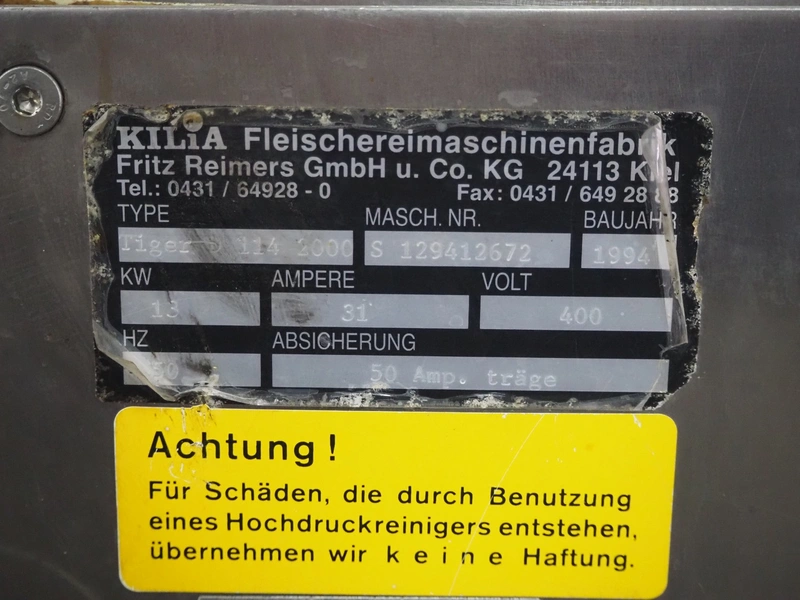 KILiA Fleischereimaschinenfabrik
Fritz Reimers GmbH u. Co. KG 24113 Kiel
Tel.: 0431 / 64928 - 0 Fax: 0431 / 649 28 88
TYPE MASCH. NR. BAUJAHR
Tiger 114 2000 S 129412672 1994
KW AMPERE VOLT
13 31 400
HZ ABSICHERUNG
50 50 Amp. träge
Achtung !
Für Schäden, die durch Benutzung
eines Hochdruckreinigers entstehen,
übernehmen wir k e i n e Haftung.